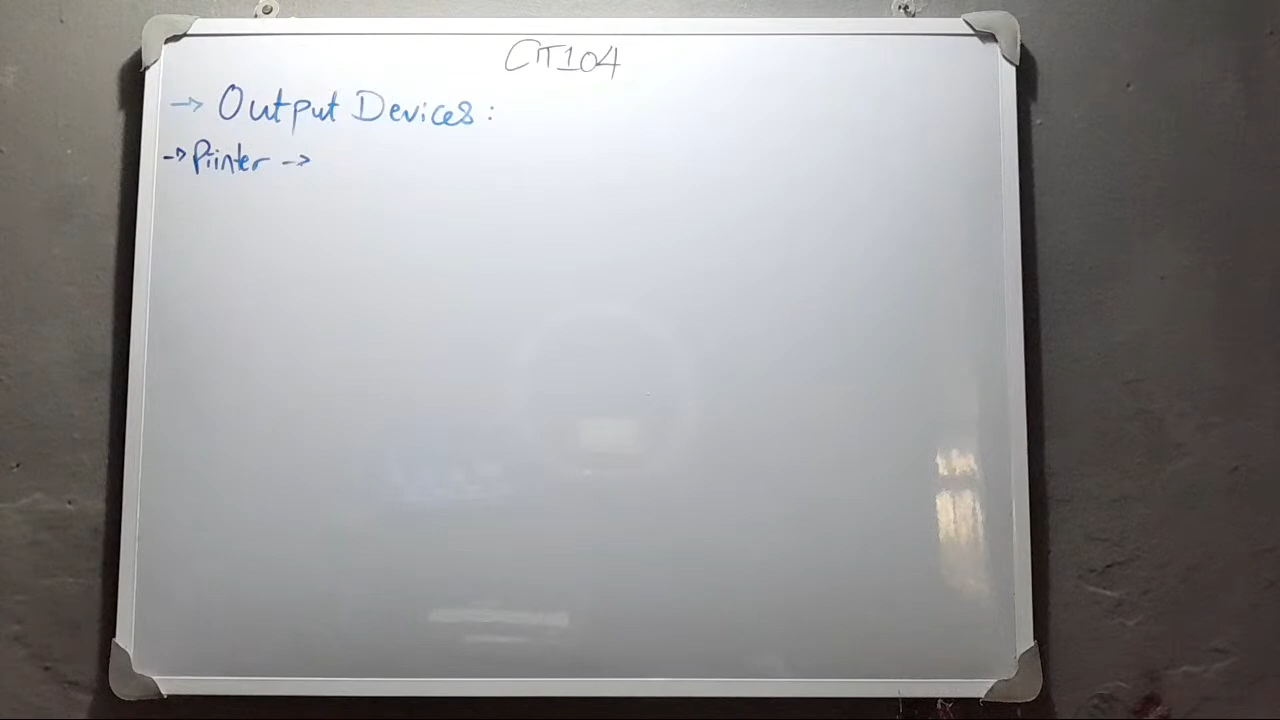 CIT104
→ Output Devices:
→ Printer →